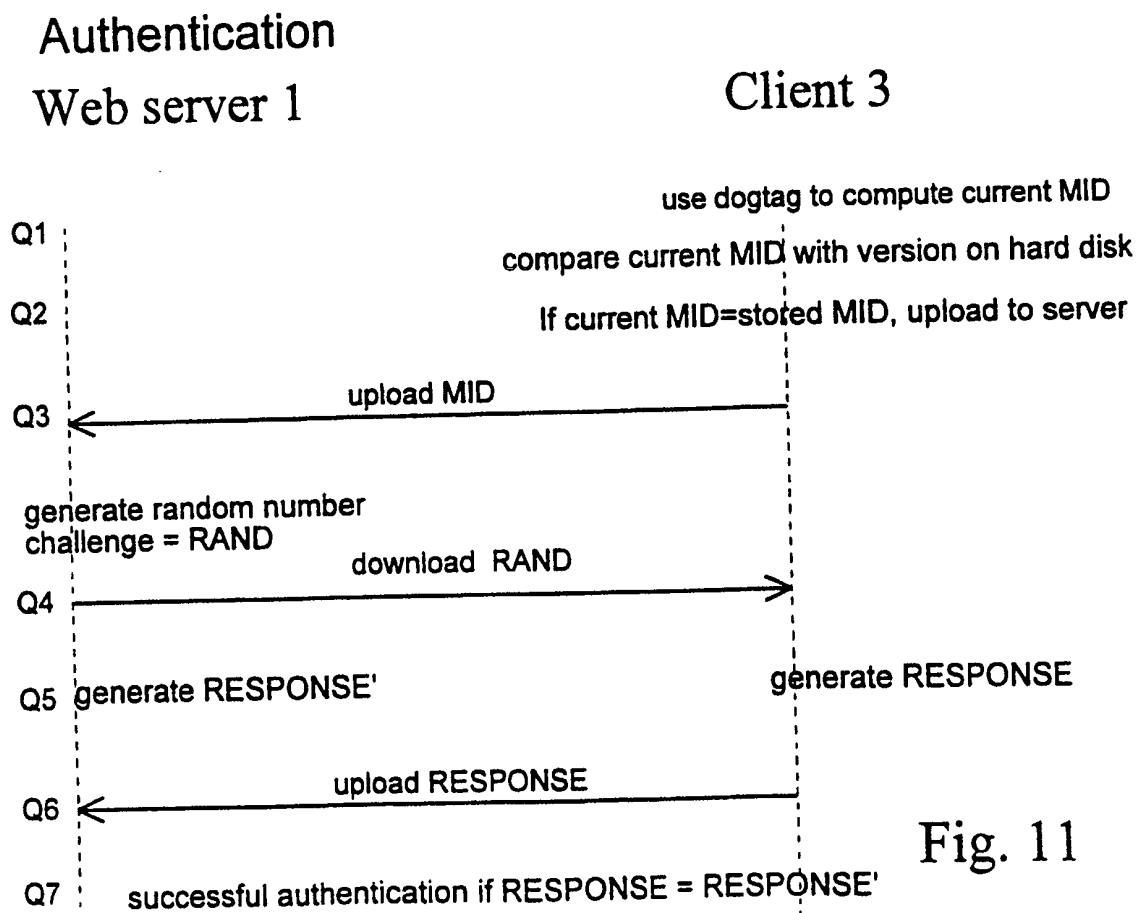 Authentication
Web server 1
Client 3
use dogtag to compute current MID
Q1
compare current MID with version on hard disk
Q2
If current MID=stored MID, upload to server
upload MID
Q3
generate random number
challenge = RAND
download RAND
Q4
Q5
generate RESPONSE'
generate RESPONSE
upload RESPONSE
Q6
Fig. 11
Q7
successful authentication if RESPONSE = RESPONSE'